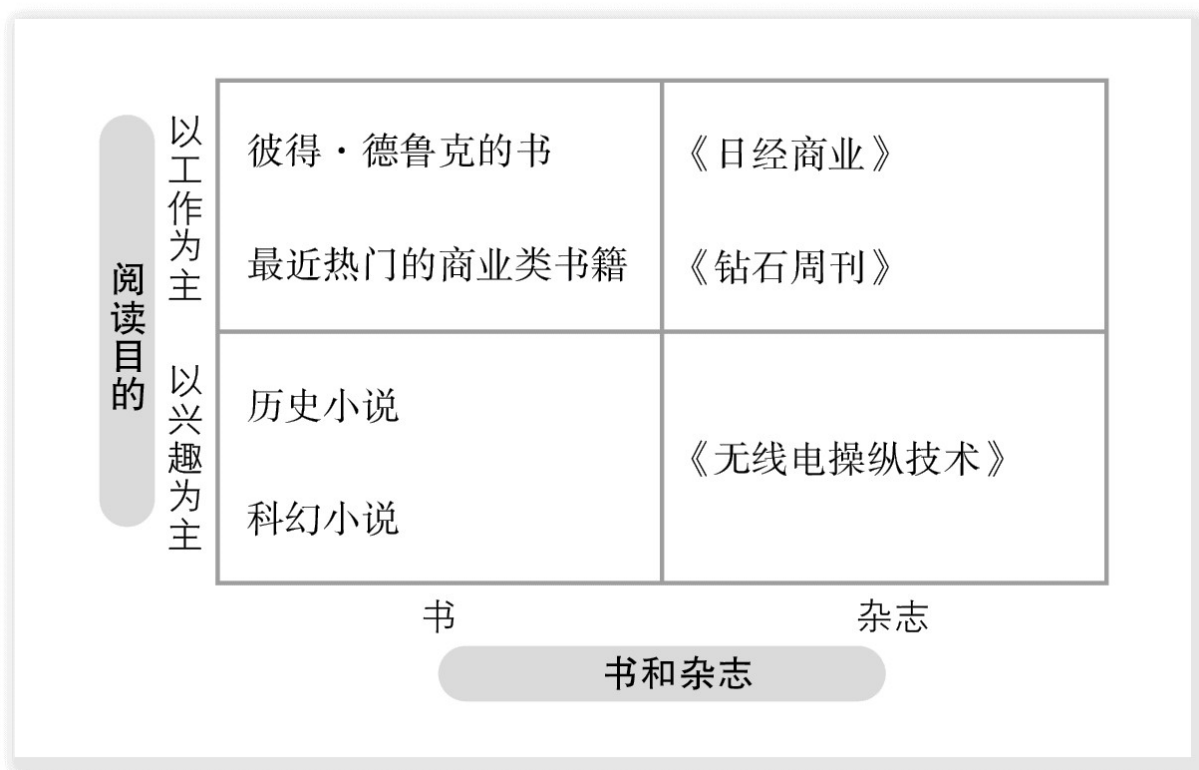 阅读目的
以工作为主
彼得·德鲁克的书
《日经商业》
最近热门的商业类书籍
《钻石周刊》
以兴趣为主
历史小说
《无线电操纵技术》
科幻小说
书
杂志
书和杂志